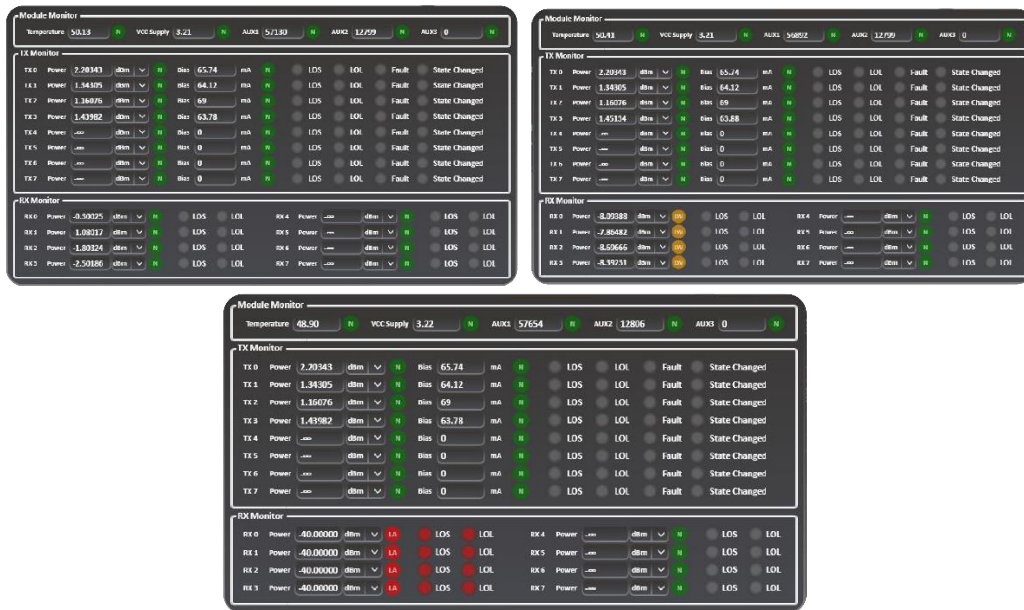 Module Monitor
Temperature 50.13 N VCC Supply 3.21 N AUX1 57130 N AUX2 12799 N AUX3 0 N
TX Monitor
TX 0 Power 2.20343 dBm N Bias 65.74 mA N LOS LOL Fault State Changed
TX 1 Power 1.34305 dBm N Bias 64.12 mA N LOS LOL Fault State Changed
TX 2 Power 1.16076 dBm N Bias 69 mA N LOS LOL Fault State Changed
TX 3 Power 1.43982 dBm N Bias 63.78 mA N LOS LOL Fault State Changed
TX 4 Power -∞ dBm N Bias 0 mA N LOS LOL Fault State Changed
TX 5 Power -∞ dBm N Bias 0 mA N LOS LOL Fault State Changed
TX 6 Power -∞ dBm N Bias 0 mA N LOS LOL Fault State Changed
TX 7 Power -∞ dBm N Bias 0 mA N LOS LOL Fault State Changed
RX Monitor
RX 0 Power dBm N LOS LOL RX 4 Power -∞ dBm N LOS LOL
RX 1 Power 1.08017 dBm N LOS LOL RX 5 Power -∞ dBm N LOS LOL
RX 2 Power -1.80324 dBm N LOS LOL RX 6 Power -∞ dBm N LOS LOL
RX 3 Power -2.50186 dBm N LOS LOL RX 7 Power -∞ dBm N LOS LOL
Module Monitor
Temperature 50.41 N VCC Supply 3.21 N AUX1 56892 N AUX2 12799 N AUX3 0 N
TX Monitor
TX 0 Power 2.20343 dBm N Bias 65.74 mA N LOS LOL Fault State Changed
TX 1 Power 1.34305 dBm N Bias 64.12 mA N LOS LOL Fault State Changed
TX 2 Power 1.16076 dBm N Bias 69 mA N LOS LOL Fault State Changed
TX 3 Power 1.45134 dBm N Bias 63.88 mA N LOS LOL Fault State Changed
TX 4 Power -∞ dBm N Bias 0 mA N LOS LOL Fault State Changed
TX 5 Power -∞ dBm N Bias 0 mA N LOS LOL Fault State Changed
TX 6 Power -∞ dBm N Bias 0 mA N LOS LOL Fault State Changed
TX 7 Power -∞ dBm N Bias 0 mA N LOS LOL Fault State Changed
RX Monitor
RX 0 Power -8.09388 dBm LOS LOL RX 4 Power -∞ dBm N LOS LOL
RX 1 Power -7.86482 dBm LOS LOL RX 5 Power -∞ dBm N LOS LOL
RX 2 Power dBm LOS LOL RX 6 Power -∞ dBm N LOS LOL
RX 3 Power dBm LOS LOL RX 7 Power -∞ dBm N LOS LOL
Module Monitor
Temperature 48.90 N VCC Supply 3.22 N AUX1 57654 N AUX2 12806 N AUX3 0 N
TX Monitor
TX 0 Power 2.20343 dBm N Bias 65.74 mA N LOS LOL Fault State Changed
TX 1 Power 1.34305 dBm N Bias 64.12 mA N LOS LOL Fault State Changed
TX 2 Power 1.16076 dBm N Bias 69 mA N LOS LOL Fault State Changed
TX 3 Power 1.43982 dBm N Bias 63.78 mA N LOS LOL Fault State Changed
TX 4 Power -∞ dBm N Bias 0 mA N LOS LOL Fault State Changed
TX 5 Power -∞ dBm N Bias 0 mA N LOS LOL Fault State Changed
TX 6 Power -∞ dBm N Bias 0 mA N LOS LOL Fault State Changed
TX 7 Power -∞ dBm N Bias 0 mA N LOS LOL Fault State Changed
RX Monitor
RX 0 Power -40.00000 dBm LA LOS LOL RX 4 Power -∞ dBm N LOS LOL
RX 1 Power -40.00000 dBm LA LOS LOL RX 5 Power -∞ dBm N LOS LOL
RX 2 Power -40.00000 dBm LA LOS LOL RX 6 Power -∞ dBm N LOS LOL
RX 3 Power -40.00000 dBm LA LOS LOL RX 7 Power -∞ dBm N LOS LOL